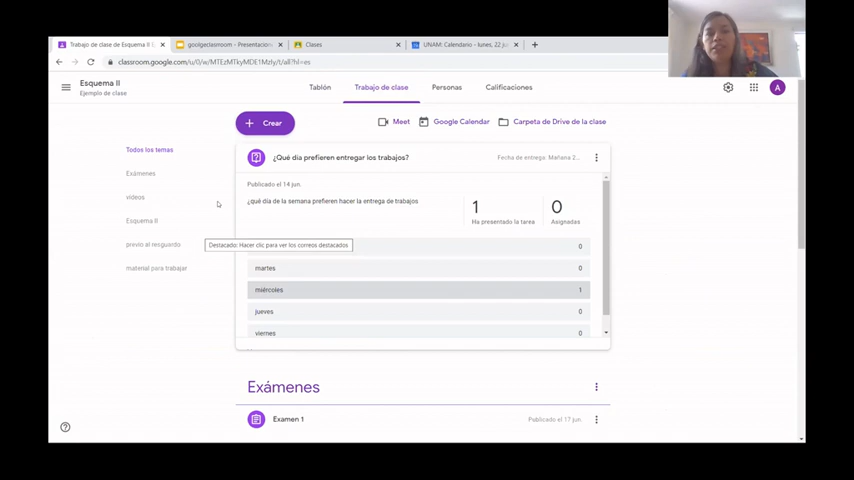 Trabajo de clase de Esquema II
goolgeclasroom - Presentación
Clases
UNAM: Calendario – lunes, 22 ju
classroom.google.com/u/0/w/MTEzMTkyMDE1Mzly/t/all?hl=es
Esquema II
Ejemplo de clase
Tablón
Trabajo de clase
Personas
Calificaciones
A
Crear
Meet
Google Calendar
Carpeta de Drive de la clase
Todos los temas
Exámenes
videos
Esquema II
previo al resguardo
material para trabajar
¿Qué dia prefieren entregar los trabajos?
Fecha de entrega: Mañana 2...
Publicado el 14 jun.
¿qué día de la semana prefieren hacer la entrega de trabajos
1
Ha presentado la tarea
0
Asignadas
Destacado: Hacer clic para ver los correos destacados
0
martes 0
miércoles 1
jueves 0
viernes 0
Exámenes
Examen 1
Publicado el 17 jun.